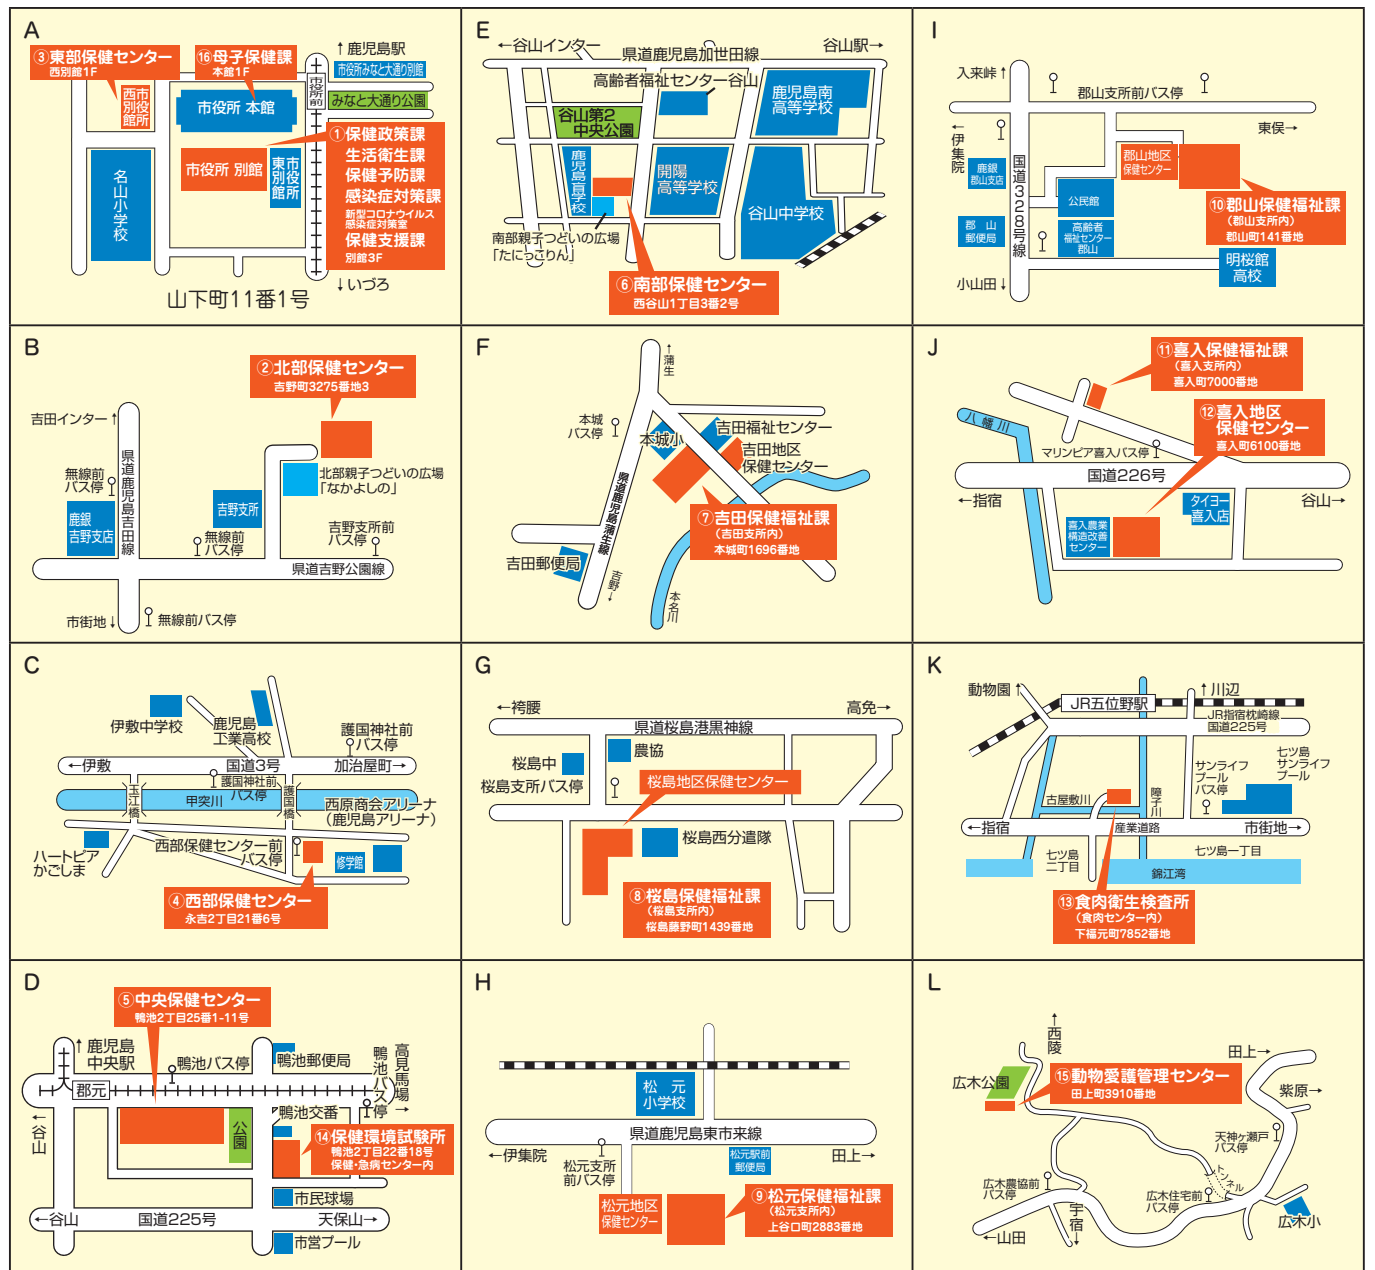 A
③東部保健センター
西別館1F
⑯母子保健課
本館1F
↑鹿児島駅
市役所みなと大通り別館
市役所前
みなと大通り公園
市役所
西別館
市役所 本館
①保健政策課
生活衛生課
保健予防課
感染症対策課
新型コロナウイルス
感染症対策室
保健支援課
別館3F
市役所 別館
市役所
東別館
名山小学校
↓いづろ
山下町11番1号
B
②北部保健センター
吉野町3275番地3
吉田インター↑
県道鹿児島吉田線
無線前
バス停
鹿銀
吉野支店
吉野支所
北部親子つどいの広場
「なかよしの」
無線前
バス停
吉野支所前
バス停
県道吉野公園線
市街地↓
無線前バス停
C
伊敷中学校
鹿児島
工業高校
護国神社前
バス停
←伊敷
国道3号
加治屋町→
玉江橋
護国神社前
バス停
護国橋
甲突川
西原商会アリーナ
(鹿児島アリーナ)
ハートピア
かごしま
西部保健センター前
バス停
修学館
④西部保健センター
永吉2丁目21番6号
D
⑤中央保健センター
鴨池2丁目25番1-11号
↑鹿児島
中央駅
鴨池バス停
鴨池郵便局
鴨池バス停
高見馬場→
郡元
←谷山
公園
鴨池交番
⑭保健環境試験所
鴨池2丁目22番18号
保健・急病センター内
市民球場
←谷山
国道225号
天保山→
市営プール
E
←谷山インター
県道鹿児島加世田線
谷山駅→
高齢者福祉センター谷山
鹿児島南
高等学校
谷山第2
中央公園
鹿児島盲学校
開陽
高等学校
谷山中学校
南部親子つどいの広場
「たにっこりん」
⑥南部保健センター
西谷山1丁目3番2号
F
↑蒲生
本城
バス停
本城小
吉田福祉センター
吉田地区
保健センター
県道鹿児島蒲生線
⑦吉田保健福祉課
(吉田支所内)
本城町1696番地
吉田郵便局
吉野→
本名川
G
←袴腰
高免→
県道桜島港黒神線
桜島中
農協
桜島支所バス停
桜島地区保健センター
桜島西分遣隊
⑧桜島保健福祉課
(桜島支所内)
桜島藤野町1439番地
H
松 元
小学校
県道鹿児島東市来線
←伊集院
松元支所
前バス停
松元駅前
郵便局
田上→
松元地区
保健センター
⑨松元保健福祉課
(松元支所内)
上谷口町2883番地
I
入来峠↑
郡山支所前バス停
東俣→
←伊集院
鹿銀
郡山支店
国道328号線
郡山地区
保健センター
公民館
⑩郡山保健福祉課
(郡山支所内)
郡山町141番地
郡 山
郵便局
高齢者
福祉センター
郡山
明桜館
高校
小山田↓
J
⑪喜入保健福祉課
(喜入支所内)
喜入町7000番地
⑫喜入地区
保健センター
喜入町6100番地
八幡川
マリンピア喜入バス停
国道226号
←指宿
谷山→
タイヨー
喜入店
喜入農業
構造改善
センター
K
動物園↑
JR五位野駅
↑川辺
JR指宿枕崎線
国道225号
七ツ島
サンライフ
プール
サンライフ
プール
バス停
古屋敷川
障子川
←指宿
産業道路
市街地→
七ツ島
二丁目
七ツ島一丁目
錦江湾
⑬食肉衛生検査所
(食肉センター内)
下福元町7852番地
L
↑西陵
田上→
広木公園
⑮動物愛護管理センター
田上町3910番地
紫原→
天神ヶ瀬戸
バス停
トンネル
広木農協前
バス停
広木住宅前
バス停
広木小
宇宿↓
←山田